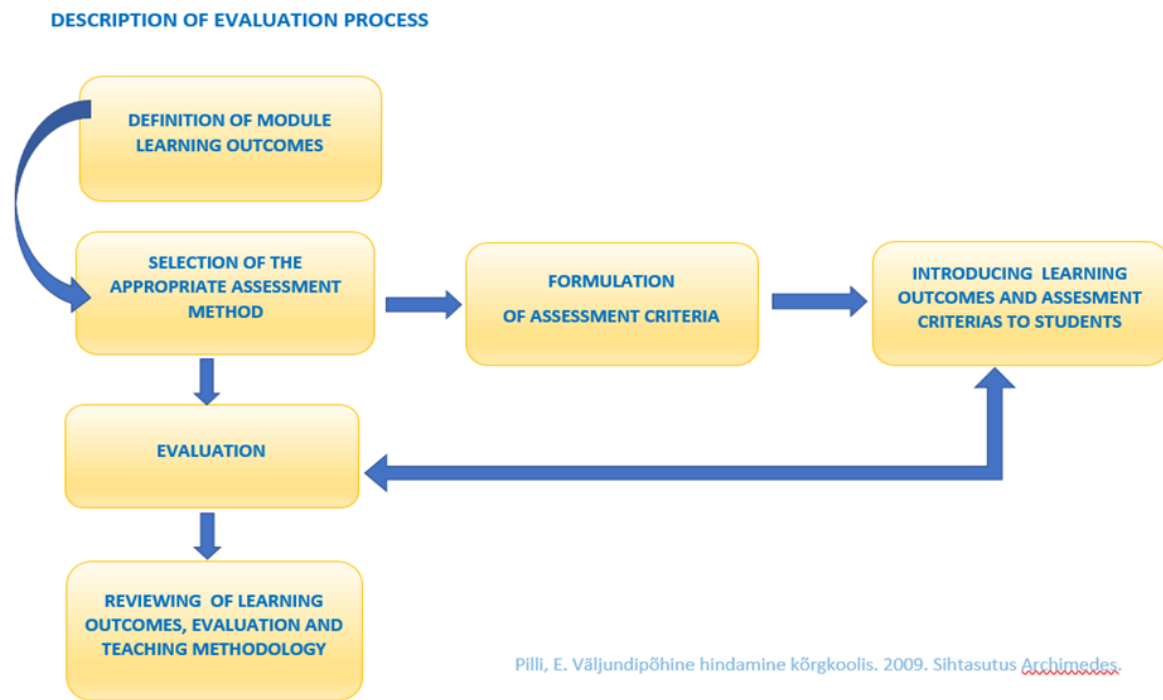 DESCRIPTION OF EVALUATION PROCESS
DEFINITION OF MODULE
LEARNING OUTCOMES
SELECTION OF THE
APPROPRIATE ASSESSMENT
METHOD
FORMULATION
OF ASSESSMENT CRITERIA
INTRODUCING LEARNING
OUTCOMES AND ASSESMENT
CRITERIAS TO STUDENTS
EVALUATION
REVIEWING OF LEARNING
OUTCOMES, EVALUATION AND
TEACHING METHODOLOGY
Pilli, E. Väljundipõhine hindamine kõrgkoolis. 2009. Sihtasutus Archimedes.